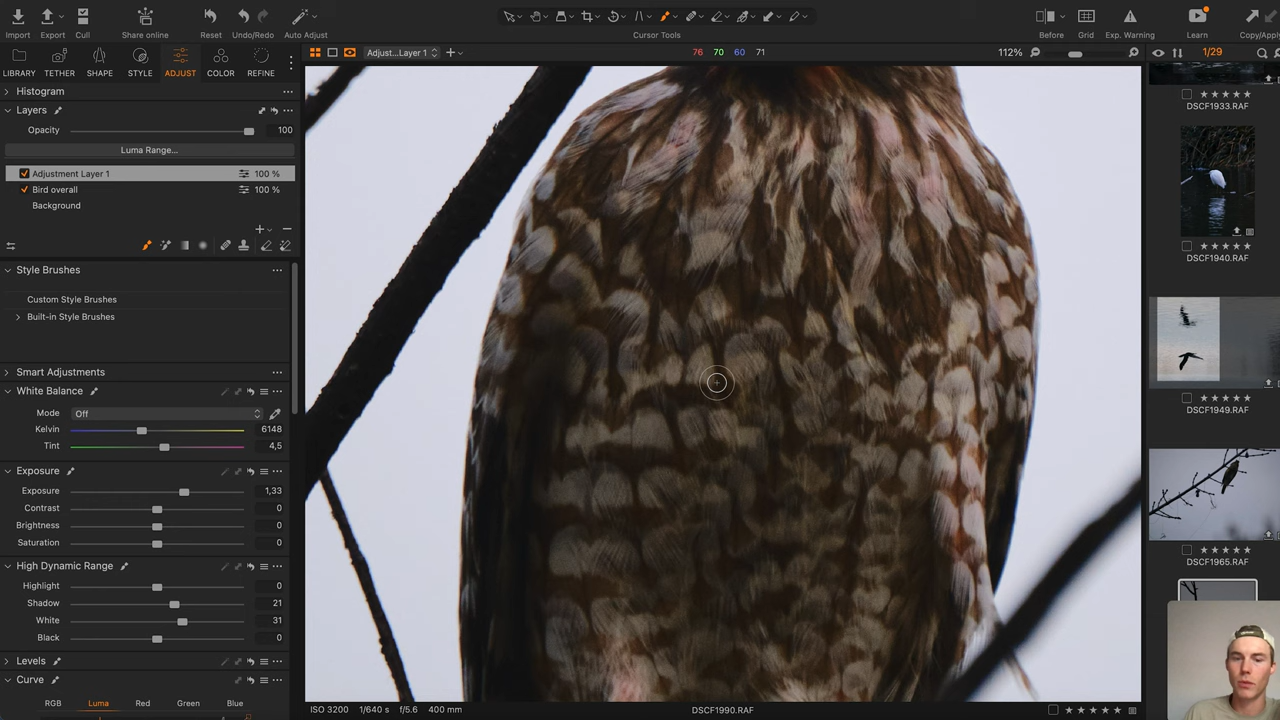 Import Export Cull Share online Reset Undo/Redo Auto Adjust Cursor Tools Before Grid Exp. Warning Learn Copy/Apply
LIBRARY TETHER SHAPE STYLE ADJUST COLOR REFINE
Adjust...Layer 1
76 70 60 71
112%
1/29
Histogram
Layers
Opacity 100
Luma Range...
Adjustment Layer 1 100 %
Bird overall 100 %
Background
Style Brushes
Custom Style Brushes
Built-in Style Brushes
Smart Adjustments
White Balance
Mode Off
Kelvin 6148
Tint 4,5
Exposure
Exposure 1,33
Contrast 0
Brightness 0
Saturation 0
High Dynamic Range
Highlight 0
Shadow 21
White 31
Black 0
Levels
Curve
RGB Luma Red Green Blue
ISO 3200 1/640 s f/5.6 400 mm
DSCF1990.RAF
DSCF1933.RAF
DSCF1940.RAF
DSCF1949.RAF
DSCF1965.RAF